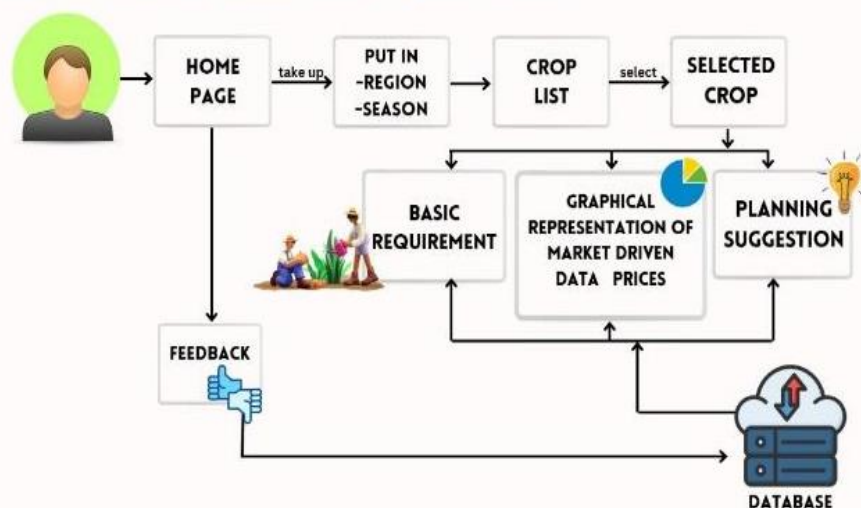 HOME
PAGE
take up
PUT IN
-REGION
-SEASON
CROP
LIST
select
SELECTED
CROP
BASIC
REQUIREMENT
GRAPHICAL
REPRESENTATION OF
MARKET DRIVEN
DATA PRICES
PLANNING
SUGGESTION
FEEDBACK
DATABASE